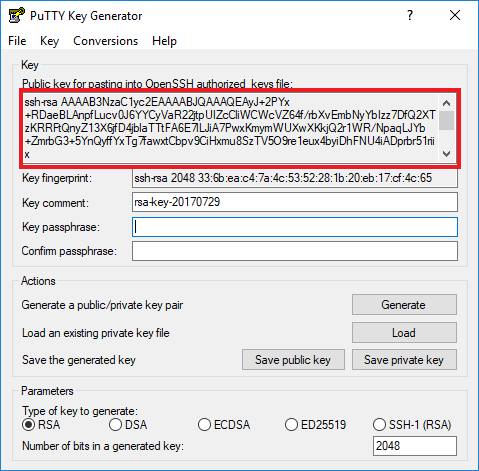 PuTTY Key Generator
File Key Conversions Help
Key
Public key for pasting into OpenSSH authorized_keys file:
ssh-rsa AAAAB3NzaC1yc2EAAAABJQAAAQEAyJ+2PYx
+RDaeBLAnpfLucv0J6YYCyVaR22jtpUIZcCliWCWcVZ64f/rbXvEmbNyYbIzz7DfQ2XT
zKRRFtQnyZ13X6jfD4jblaTTtFA6E7lLJiA7PwxKmymWUXwXKkjQ2r1WR/NpaqLJYb
+ZmrbG3+5YnQyffYxTg7fawxtCbpv9CiHxmu8SzTV5O9re1eux4byiDhFNU4iADprbr51rii
x
Key fingerprint: ssh-rsa 2048 33:6b:ea:c4:7a:4c:53:52:28:1b:20:eb:17:cf:4c:65
Key comment: rsa-key-20170729
Key passphrase:
Confirm passphrase:
Actions
Generate a public/private key pair Generate
Load an existing private key file Load
Save the generated key Save public key Save private key
Parameters
Type of key to generate:
RSA DSA ECDSA ED25519 SSH-1 (RSA)
Number of bits in a generated key: 2048